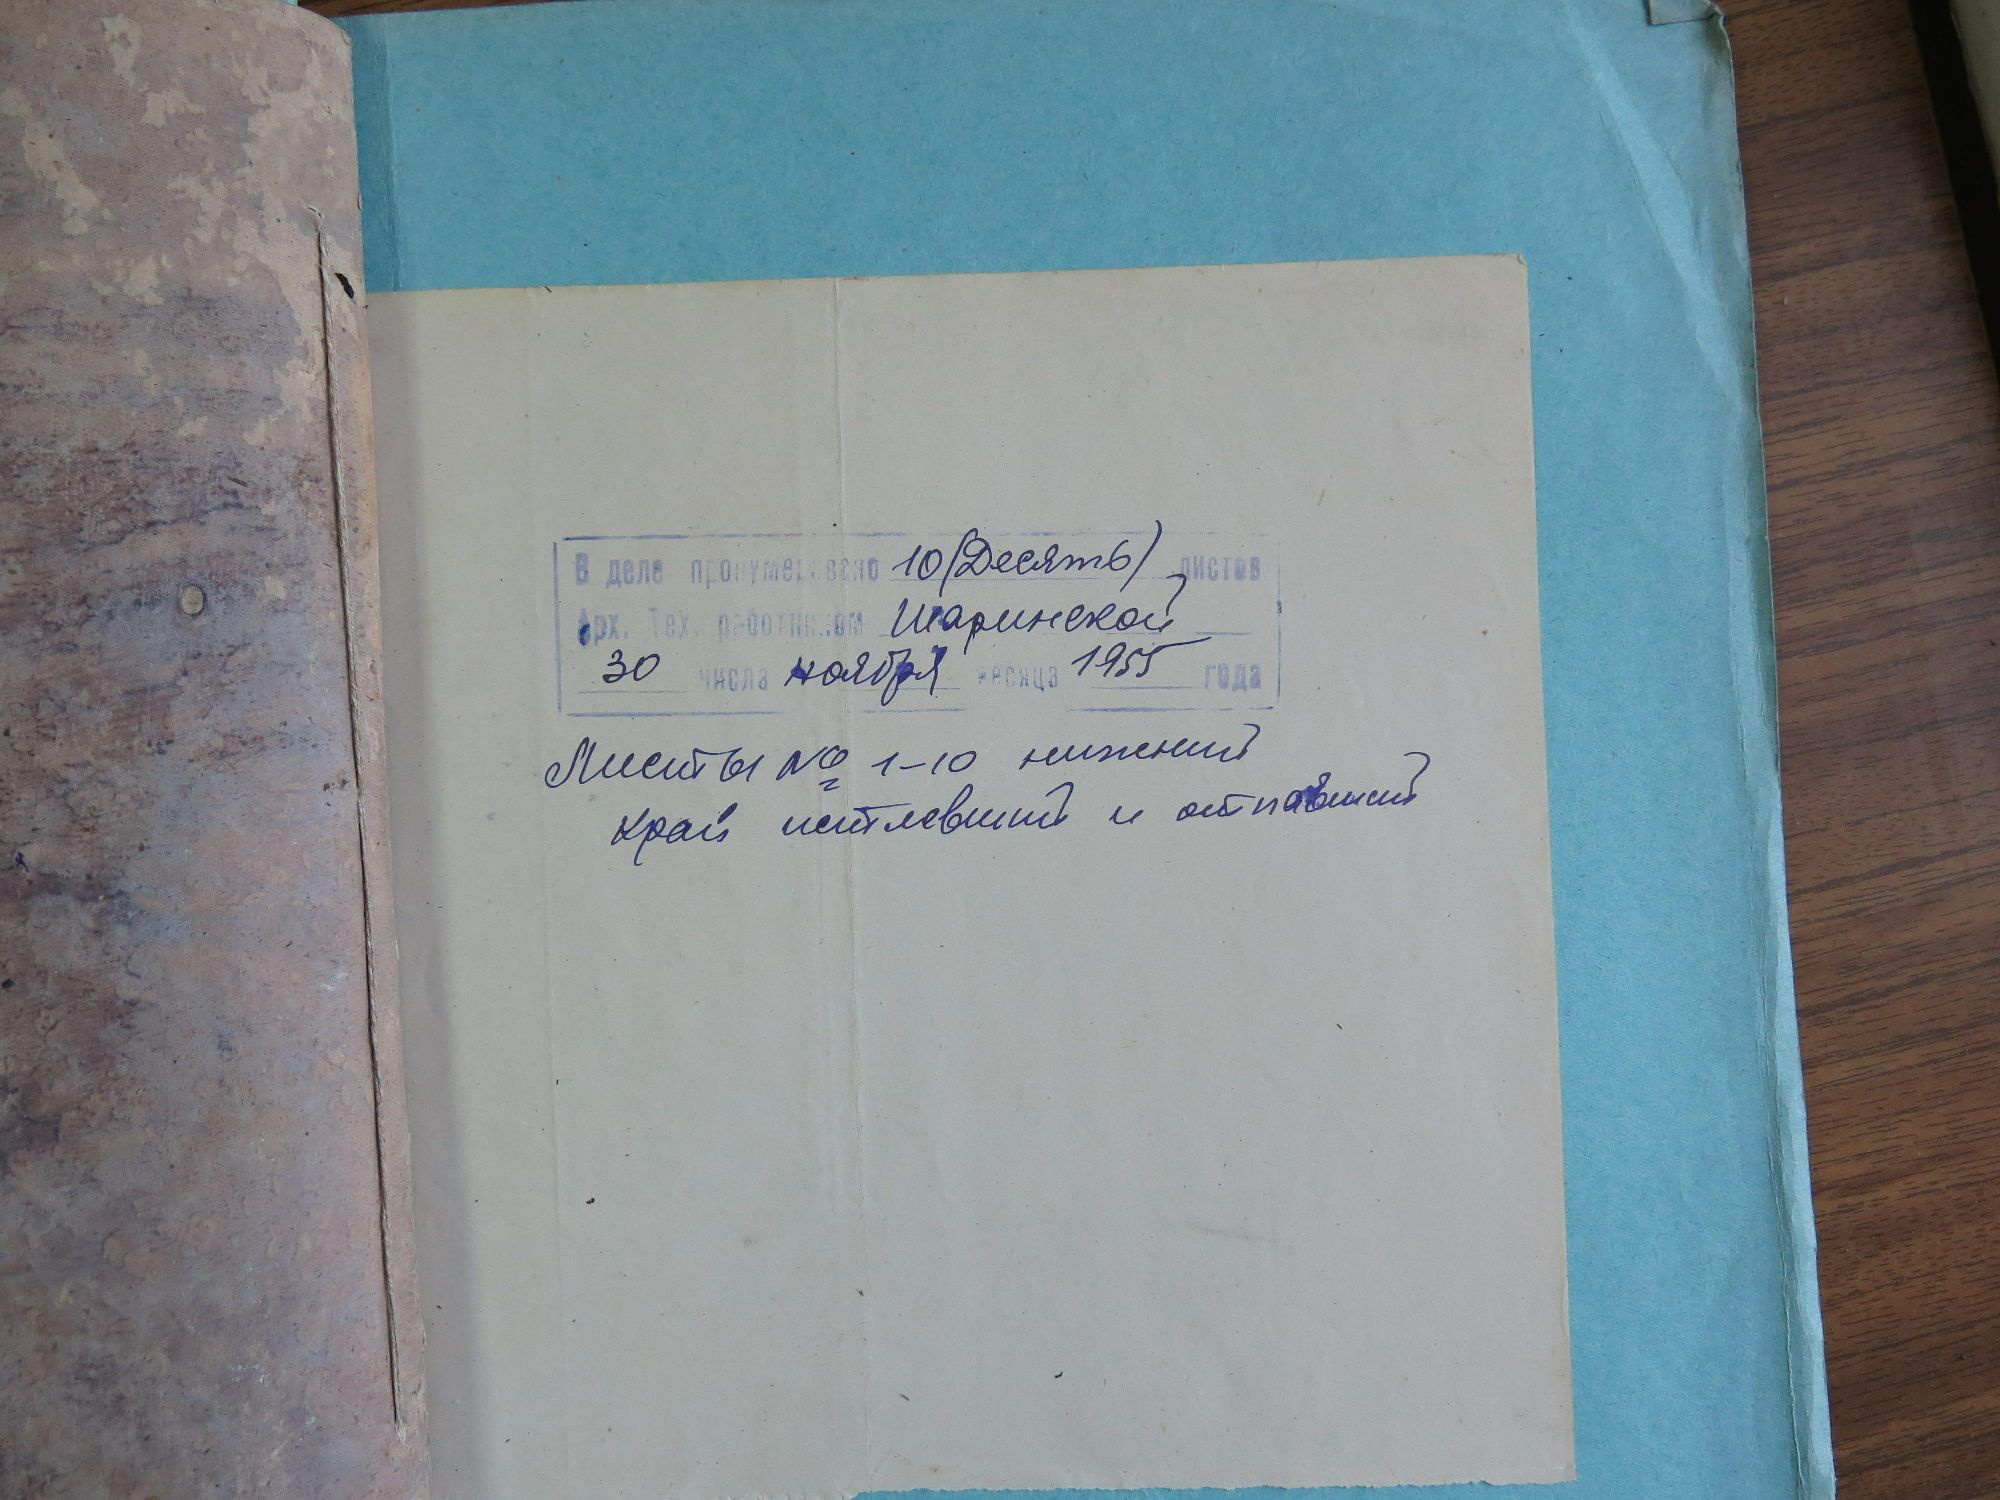 В деле пронумеровано 10 (Десять) листов
Арх. Тех. работником Шаринской
30 числа ноября месяца 1955 года
Листы № 1-10 нижний
край истлевший и отпавший